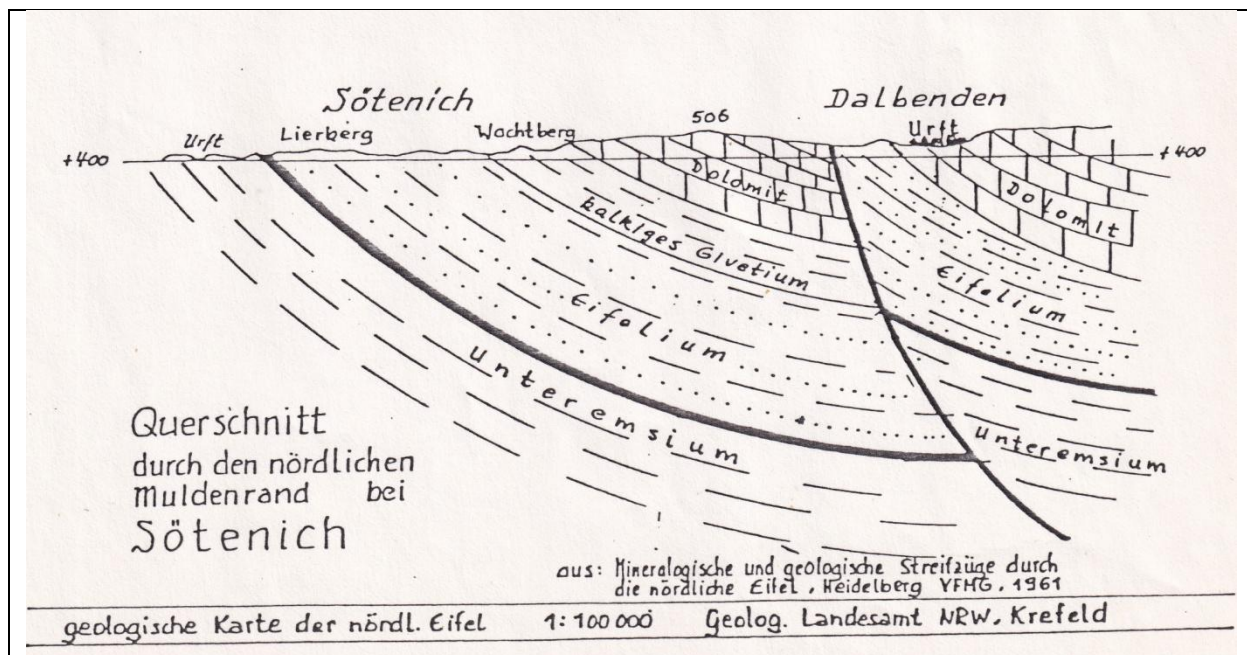 Sötenich
Dalbenden
Urft
Lierberg
Wachtberg
506
Urft
+400
+400
Dolomit
Dolomit
kalkiges Givetium
Eifelium
Eifelium
Unteremsium
Unteremsium
Querschnitt
durch den nördlichen
Muldenrand bei
Sötenich
aus: Mineralogische und geologische Streifzüge durch
die nördliche Eifel, Heidelberg VFMG, 1961
geologische Karte der nördl. Eifel 1:100 000 Geolog. Landesamt NRW. Krefeld